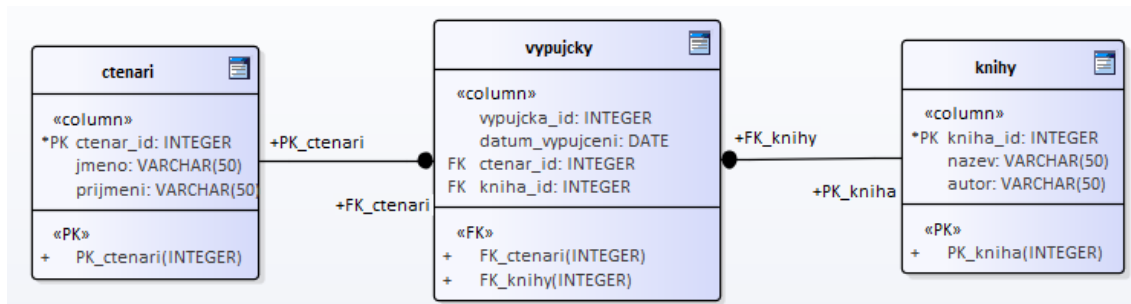 ctenari
«column»
*PK ctenar_id: INTEGER
jmeno: VARCHAR(50)
prijmeni: VARCHAR(50)
«PK»
+ PK_ctenari(INTEGER)
+PK_ctenari
+FK_ctenari
vypujcky
«column»
vypujcka_id: INTEGER
datum_vypujceni: DATE
FK ctenar_id: INTEGER
FK kniha_id: INTEGER
«FK»
+ FK_ctenari(INTEGER)
+ FK_knihy(INTEGER)
+FK_knihy
+PK_kniha
knihy
«column»
*PK kniha_id: INTEGER
nazev: VARCHAR(50)
autor: VARCHAR(50)
«PK»
+ PK_kniha(INTEGER)